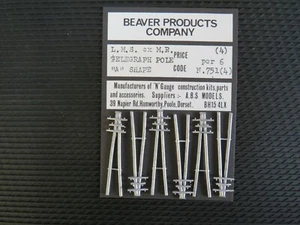 BEAVER PRODUCTS
COMPANY
L.M.S. or M.R. PRICE (4)
TELEGRAPH POLE per 6
"A" SHAPE CODE F.751(4)
Manufacturers of 'N' Gauge construction kits, parts
and accessories. Suppliers :- A.B.S MODELS
39 Napier Rd, Hamworthy, Poole, Dorset. BH15 4LX